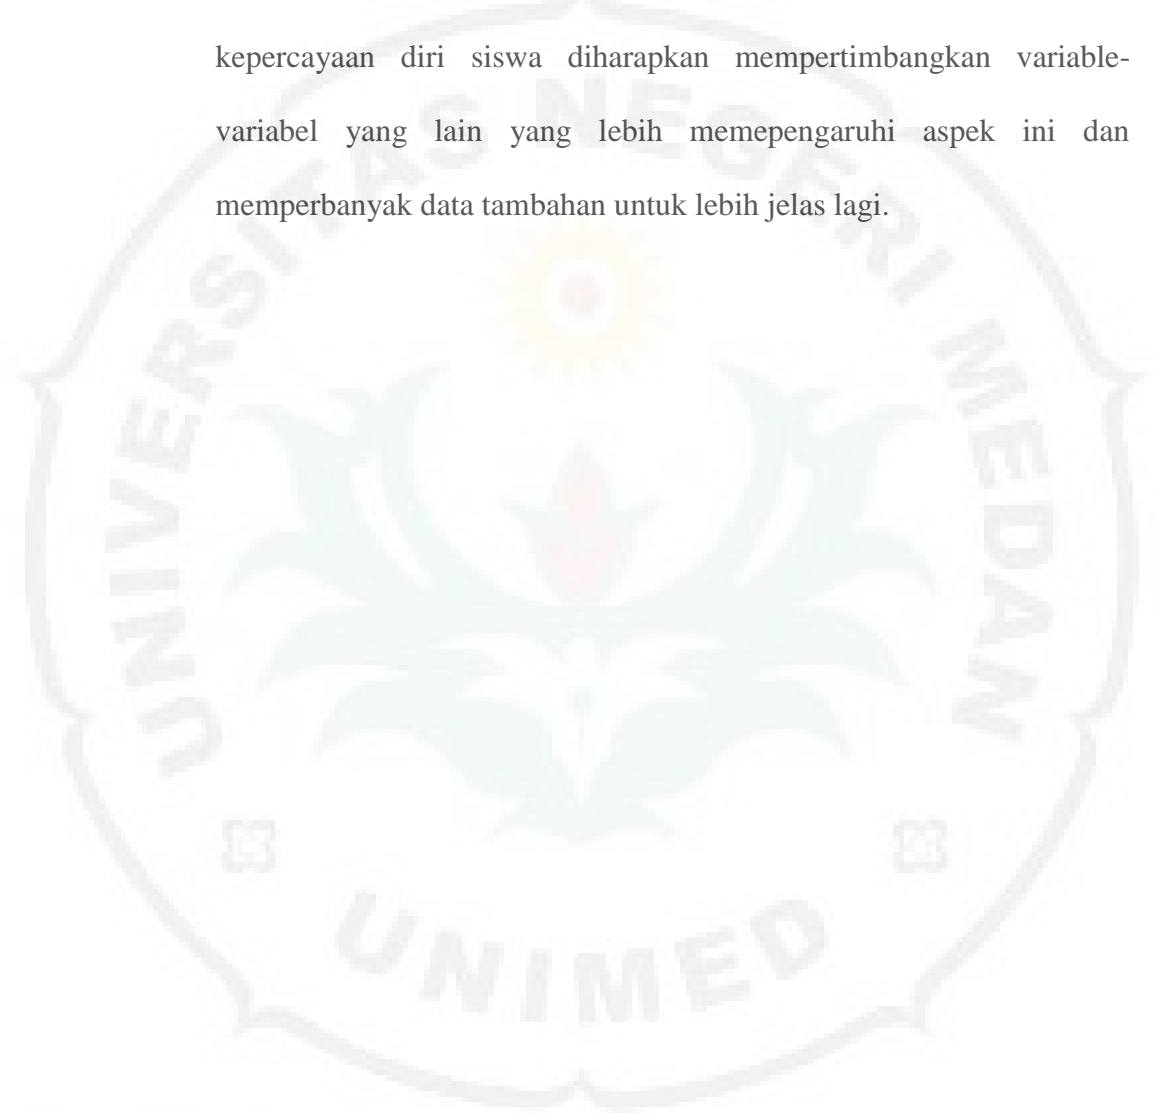 kepercayaan diri siswa diharapkan mempertimbangkan variable-
variabel yang lain yang lebih memepengaruhi aspek ini dan
memperbanyak data tambahan untuk lebih jelas lagi.
UNIVERSITAS NEGERI MEDAN
UNIMED